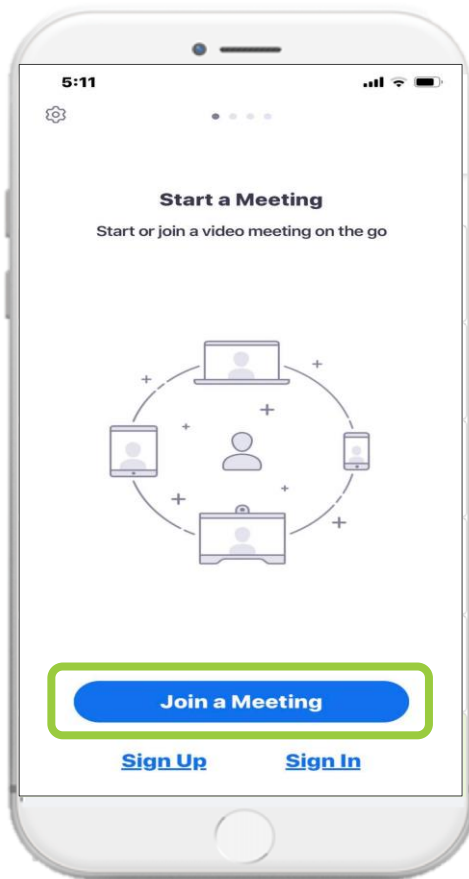 5:11
Start a Meeting
Start or join a video meeting on the go
Join a Meeting
Sign Up Sign In